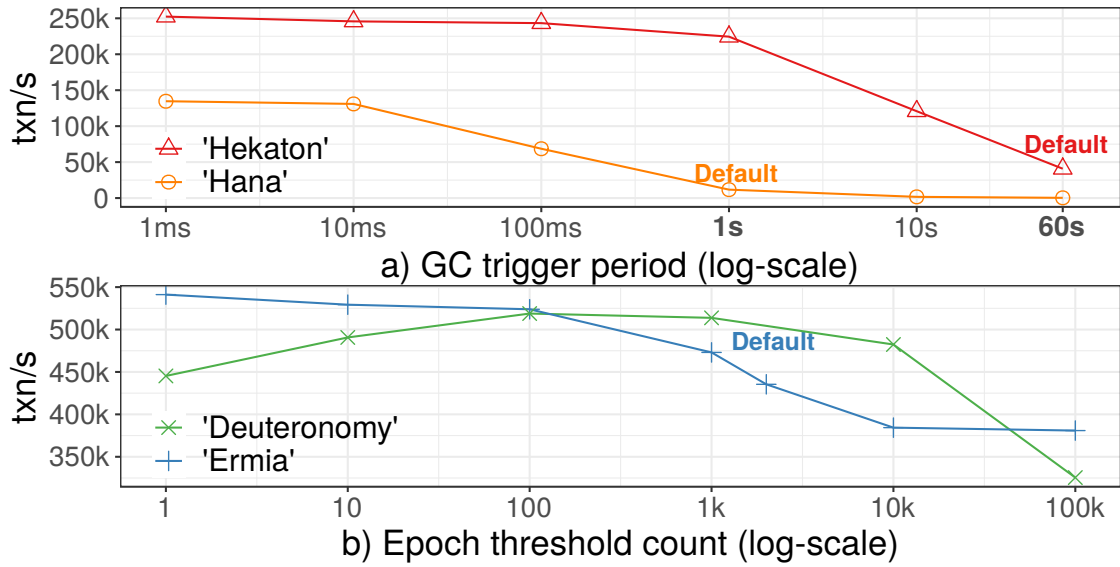 250k
200k
150k
100k
50k
0
txn/s
'Hekaton'
'Hana'
Default
Default
1ms 10ms 100ms 1s 10s 60s
a) GC trigger period (log-scale)
550k
500k
450k
400k
350k
txn/s
Default
'Deuteronomy'
'Ermia'
1 10 100 1k 10k 100k
b) Epoch threshold count (log-scale)